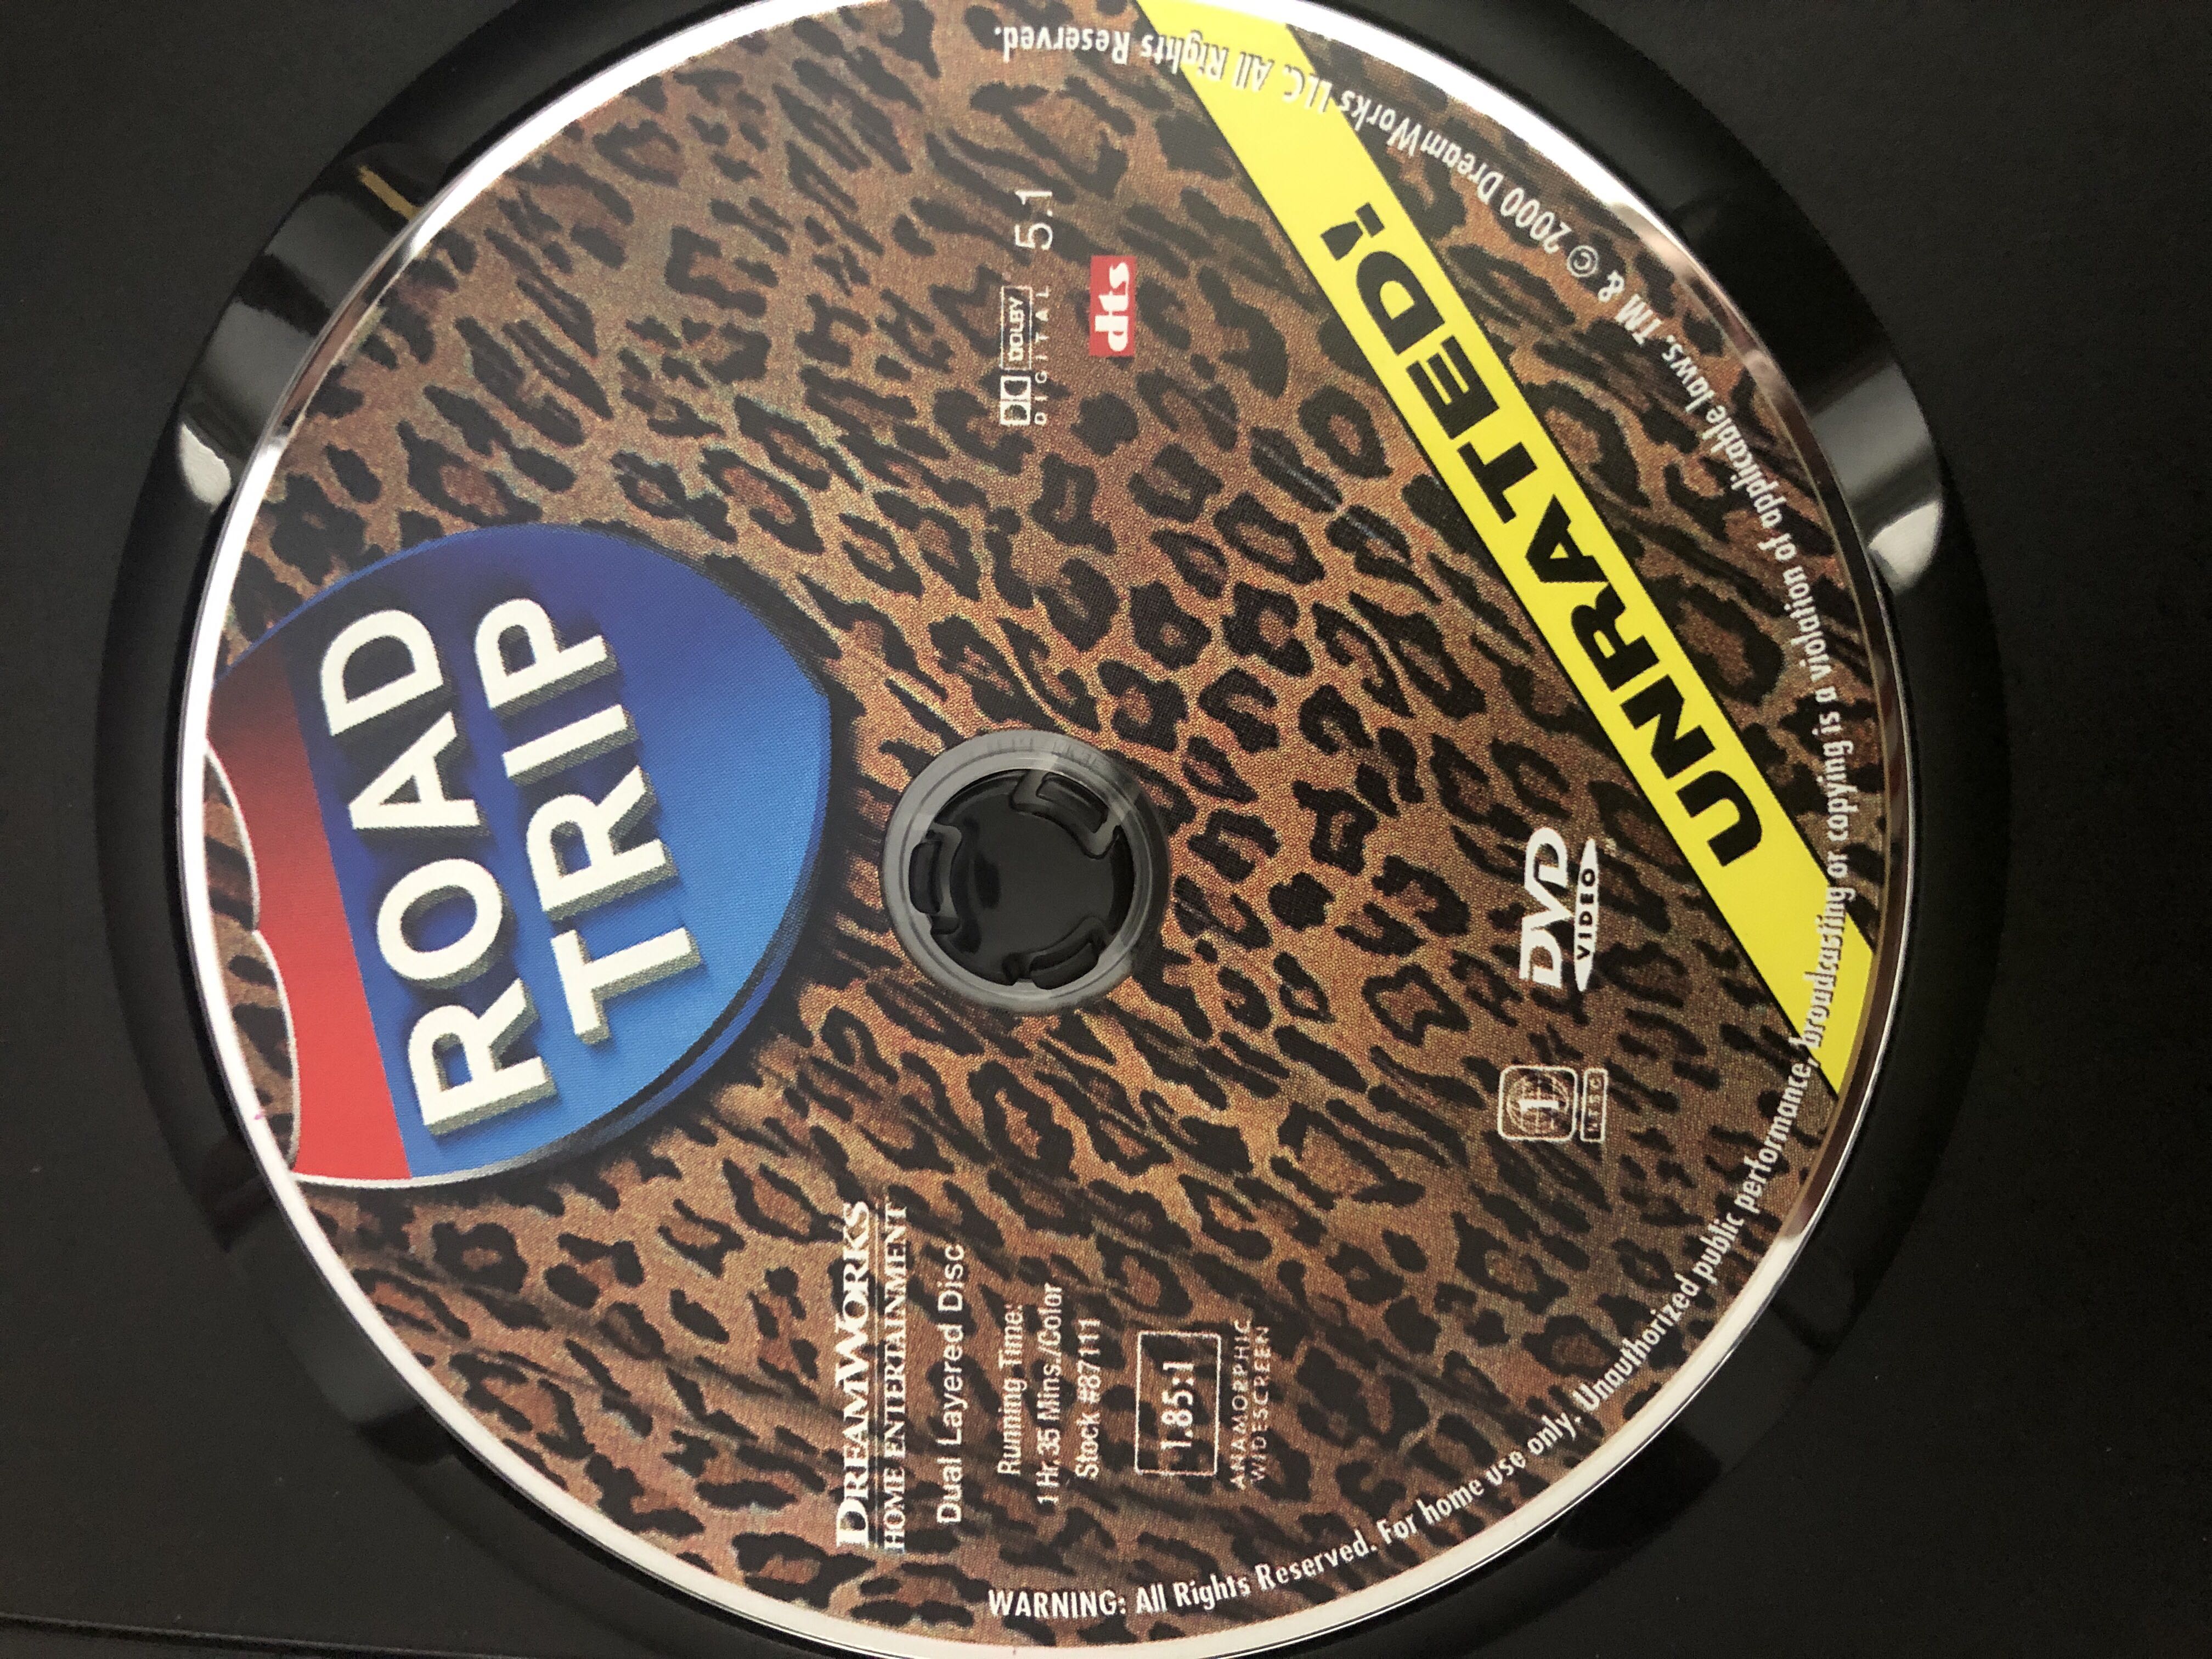 ROAD
TRIP
DREAMWORKS
HOME ENTERTAINMENT
Dual Layered Disc
Running Time:
1 Hr. 35 Mins./Color
Stock #87111
1.85:1
ANAMORPHIC
WIDESCREEN
DOLBY
DIGITAL 5.1
dts
DVD
VIDEO
1
NTSC
UNRATED!
WARNING: All Rights Reserved. For home use only. Unauthorized public performance, broadcasting or copying is a violation of applicable laws. TM & © 2000 DreamWorks LLC. All Rights Reserved.